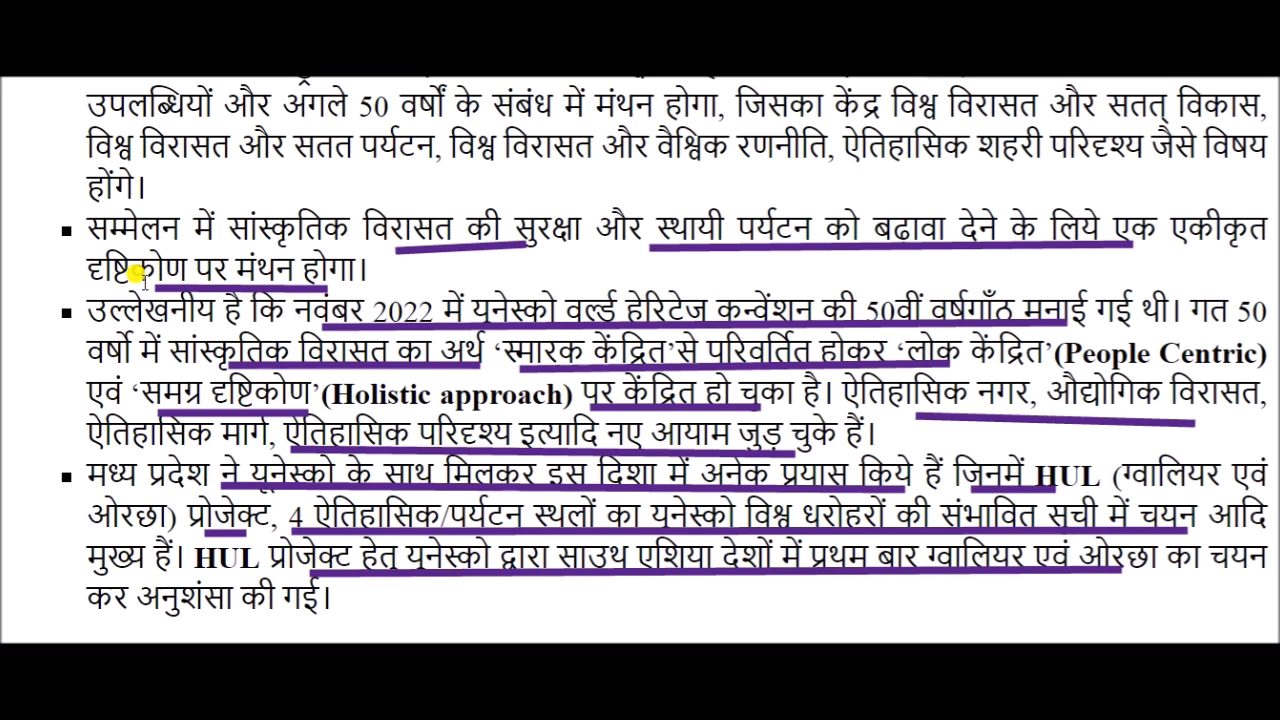 उपलब्धियों और अगले 50 वर्षों के संबंध में मंथन होगा, जिसका केंद्र विश्व विरासत और सतत् विकास,
विश्व विरासत और सतत पर्यटन, विश्व विरासत और वैश्विक रणनीति, ऐतिहासिक शहरी परिदृश्य जैसे विषय
होंगे।
▪ सम्मेलन में सांस्कृतिक विरासत की सुरक्षा और स्थायी पर्यटन को बढ़ावा देने के लिये एक एकीकृत
दृष्टिकोण पर मंथन होगा।
▪ उल्लेखनीय है कि नवंबर 2022 में यूनेस्को वर्ल्ड हेरिटेज कन्वेंशन की 50वीं वर्षगाँठ मनाई गई थी। गत 50
वर्षो में सांस्कृतिक विरासत का अर्थ ‘स्मारक केंद्रित’से परिवर्तित होकर ‘लोक केंद्रित’(People Centric)
एवं ‘समग्र दृष्टिकोण’(Holistic approach) पर केंद्रित हो चुका है। ऐतिहासिक नगर, औद्योगिक विरासत,
ऐतिहासिक मार्ग, ऐतिहासिक परिदृश्य इत्यादि नए आयाम जुड़ चुके हैं।
▪ मध्य प्रदेश ने यूनेस्को के साथ मिलकर इस दिशा में अनेक प्रयास किये हैं जिनमें HUL (ग्वालियर एवं
ओरछा) प्रोजेक्ट, 4 ऐतिहासिक/पर्यटन स्थलों का यूनेस्को विश्व धरोहरों की संभावित सूची में चयन आदि
मुख्य हैं। HUL प्रोजेक्ट हेतु यूनेस्को द्वारा साउथ एशिया देशों में प्रथम बार ग्वालियर एवं ओरछा का चयन
कर अनुशंसा की गई।